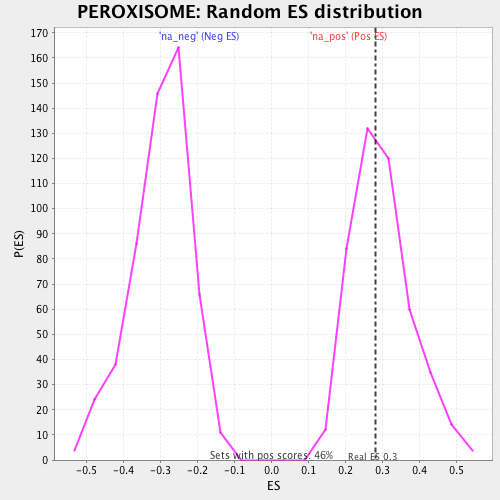 PEROXISOME: Random ES distribution
'na_neg' (Neg ES)
'na_pos' (Pos ES)
P(ES)
170
160
150
140
130
120
110
100
90
80
70
60
50
40
30
20
10
0
Sets with pos scores: 46%
Real ES 0.3
-0.5 -0.4 -0.3 -0.2 -0.1 0.0 0.1 0.2 0.3 0.4 0.5
ES